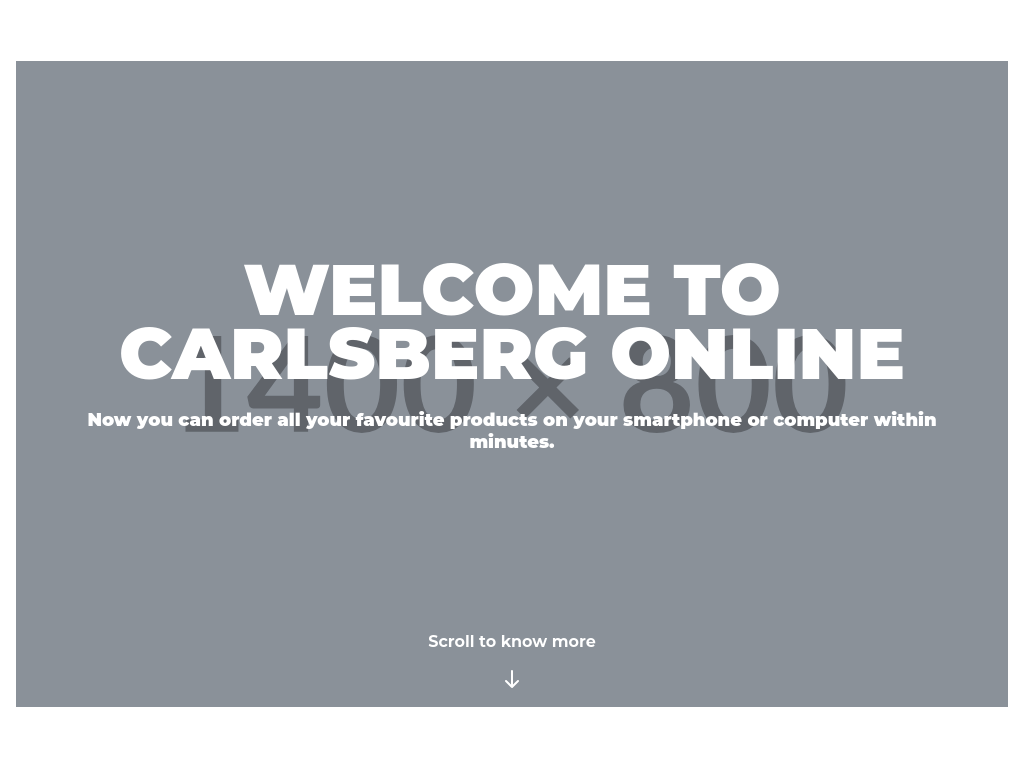 WELCOME TO
CARLSBERG ONLINE
1400 × 800
Now you can order all your favourite products on your smartphone or computer within
minutes.
Scroll to know more